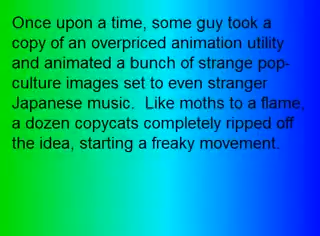 Once upon a time, some guy took a
copy of an overpriced animation utility
and animated a bunch of strange pop-
culture images set to even stranger
Japanese music.  Like moths to a flame,
a dozen copycats completely ripped off
the idea, starting a freaky movement.